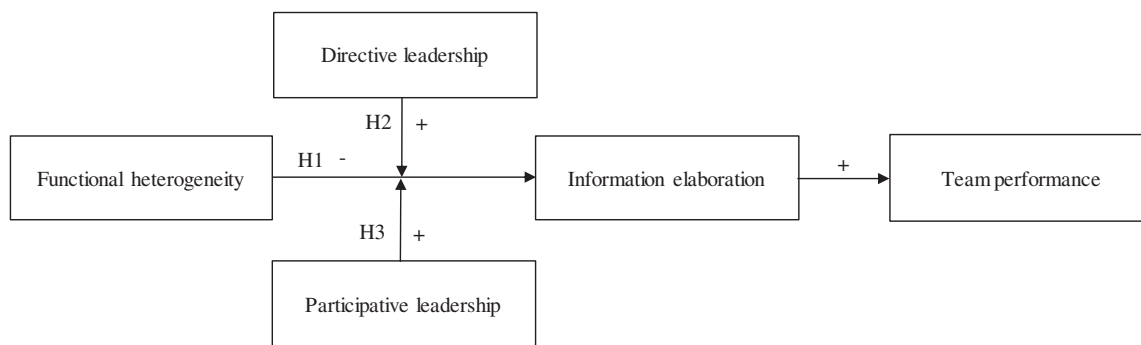 Directive leadership
H2 +
H1 -
Functional heterogeneity
Information elaboration
+
Team performance
H3 +
Participative leadership